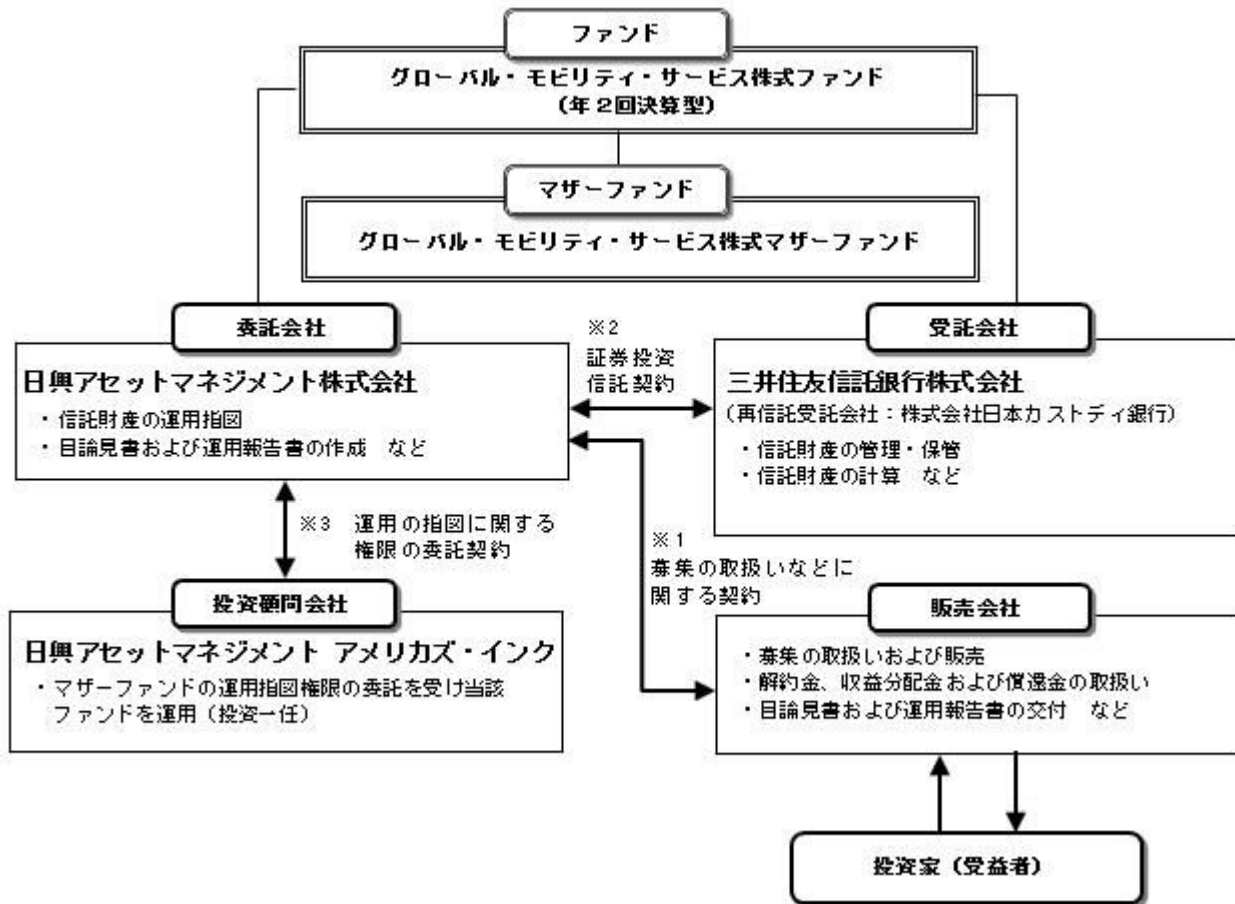 ファンド
グローバル・モビリティ・サービス株式ファンド
(年２回決算型)
マザーファンド
グローバル・モビリティ・サービス株式マザーファンド
委託会社
日興アセットマネジメント株式会社
・信託財産の運用指図
・目論見書および運用報告書の作成　など
※２
証券投資
信託契約
受託会社
三井住友信託銀行株式会社
（再信託受託会社：株式会社日本カストディ銀行）
・信託財産の管理・保管
・信託財産の計算　など
※３　運用の指図に関する
権限の委託契約
※１
募集の取扱いなどに
関する契約
投資顧問会社
日興アセットマネジメント アメリカズ・インク
・マザーファンドの運用指図権限の委託を受け当該
ファンドを運用（投資一任）
販売会社
・募集の取扱いおよび販売
・解約金、収益分配金および償還金の取扱い
・目論見書および運用報告書の交付　など
投資家（受益者）